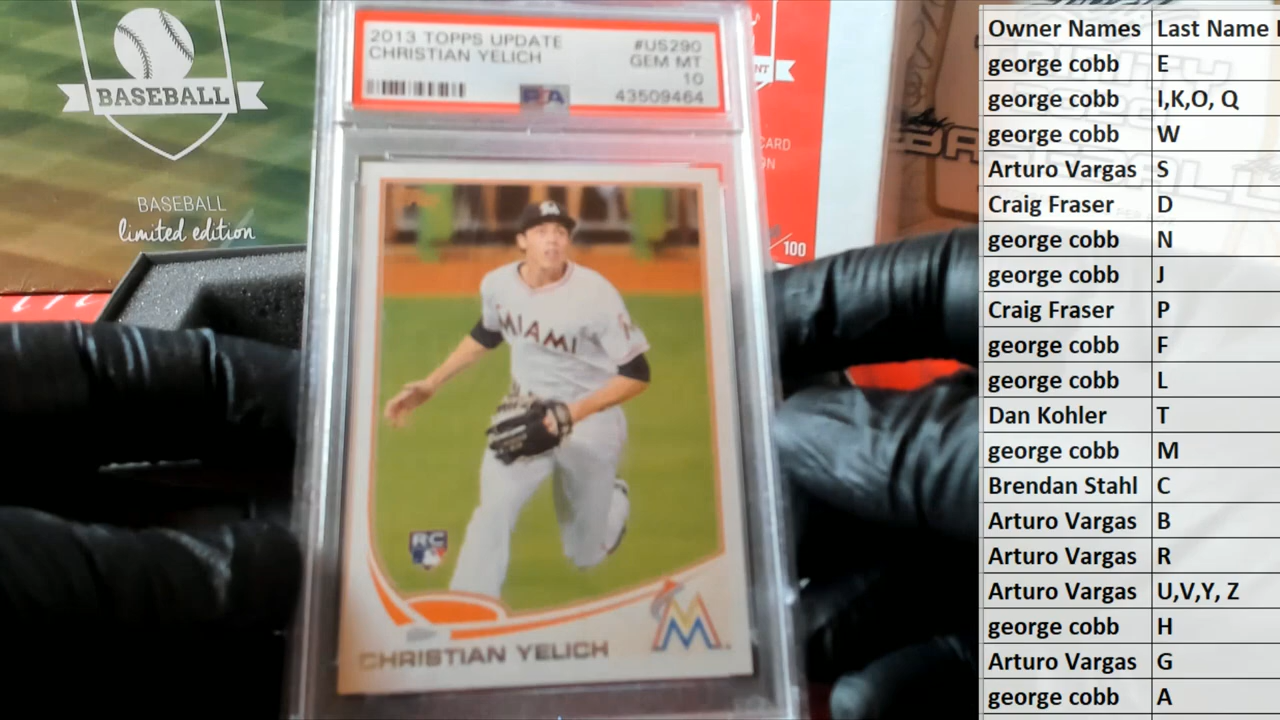 2013 TOPPS UPDATE
#US290
CHRISTIAN YELICH
GEM MT
10
43509464
PSA
BASEBALL
BASEBALL
limited edition
/100
MIAMI
RC
M
CHRISTIAN YELICH
Owner Names Last Name
george cobb E
george cobb I,K,O, Q
george cobb W
Arturo Vargas S
Craig Fraser D
george cobb N
george cobb J
Craig Fraser P
george cobb F
george cobb L
Dan Kohler T
george cobb M
Brendan Stahl C
Arturo Vargas B
Arturo Vargas R
Arturo Vargas U,V,Y, Z
george cobb H
Arturo Vargas G
george cobb A